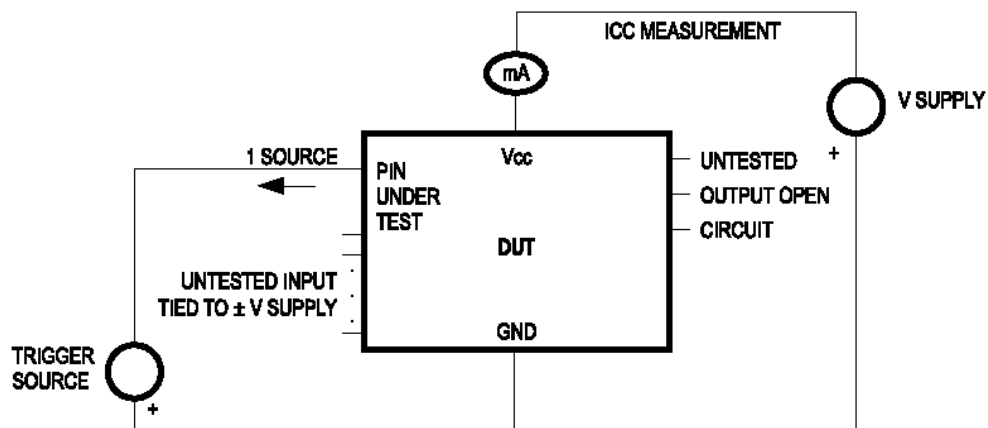 ICC MEASUREMENT
mA
V SUPPLY
+
1 SOURCE
Vcc
PIN
UNDER
TEST
UNTESTED
OUTPUT OPEN
CIRCUIT
DUT
UNTESTED INPUT
TIED TO ± V SUPPLY
GND
TRIGGER
SOURCE
+